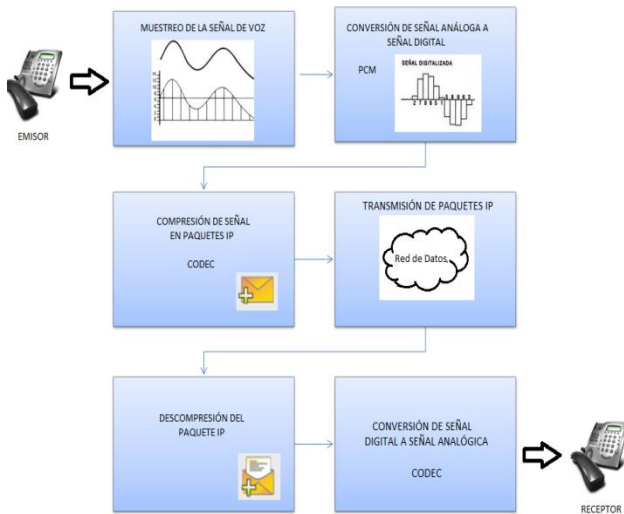 MUESTREO DE LA SEÑAL DE VOZ
CONVERSIÓN DE SEÑAL ANÁLOGA A
SEÑAL DIGITAL
PCM
SEÑAL DIGITALIZADA
EMISOR
COMPRESIÓN DE SEÑAL
EN PAQUETES IP
CODEC
TRANSMISIÓN DE PAQUETES IP
Red de Datos,
DESCOMPRESIÓN DEL
PAQUETE IP
CONVERSIÓN DE SEÑAL
DIGITAL A SEÑAL ANALÓGICA
CODEC
RECEPTOR